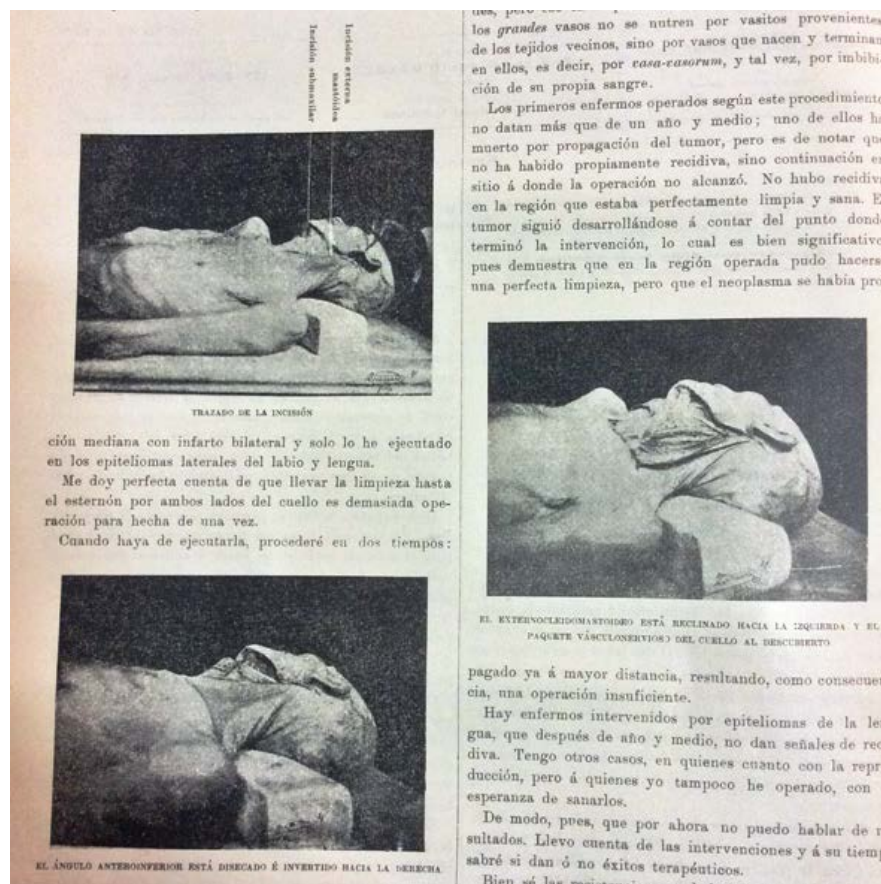 Incisión submaxilar
Incisión externa
mastóidea
TRAZADO DE LA INCISIÓN
ción mediana con infarto bilateral y solo lo he ejecutado
en los epiteliomas laterales del labio y lengua.
Me doy perfecta cuenta de que llevar la limpieza hasta
el esternón por ambos lados del cuello es demasiada ope-
ración para hecha de una vez.
Cuando haya de ejecutarla, procederé en dos tiempos:
EL ÁNGULO ANTEROINFERIOR ESTÁ DISECADO É INVERTIDO HACIA LA DERECHA
los grandes vasos no se nutren por vasitos provenientes
de los tejidos vecinos, sino por vasos que nacen y terminan
en ellos, es decir, por casa-casorum, y tal vez, por imbibi-
ción de su propia sangre.
Los primeros enfermos operados según este procedimiento
no datan más que de un año y medio; uno de ellos ha
muerto por propagación del tumor, pero es de notar que
no ha habido propiamente recidiva, sino continuación en
sitio á donde la operación no alcanzó. No hubo recidiva
en la región que estaba perfectamente limpia y sana. E
tumor siguió desarrollándose á contar del punto donde
terminó la intervención, lo cual es bien significativo
pues demuestra que en la región operada pudo hacers
una perfecta limpieza, pero que el neoplasma se había pro
EL EXTERNOCLEIDOMASTOIDEO ESTÁ RECLINADO HACIA LA IZQUIERDA Y EL
PAQUETE VÁSCULONERVIOSO DEL CUELLO AL DESCUBIERTO
pagado ya á mayor distancia, resultando, como consecuen
cia, una operación insuficiente.
Hay enfermos intervenidos por epiteliomas de la len
gua, que después de año y medio, no dan señales de rec
diva. Tengo otros casos, en quienes cuanto con la repr
ducción, pero á quienes yo tampoco he operado, con
esperanza de sanarlos.
De modo, pues, que por ahora no puedo hablar de r
sultados. Llevo cuenta de las intervenciones y á su tiemp
sabré si dan ó no éxitos terapéuticos.
Bien sé las